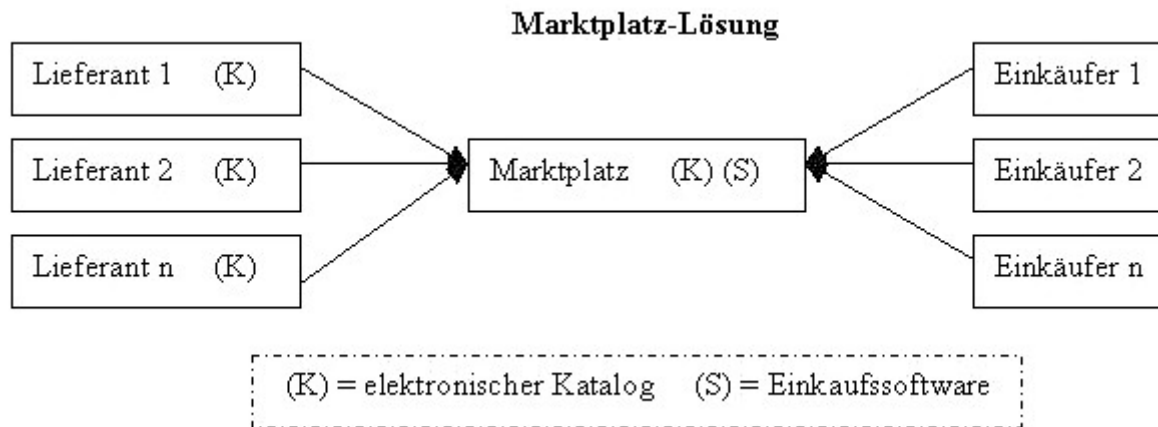 Marktplatz-Lösung
Lieferant 1 (K)
Lieferant 2 (K)
Lieferant n (K)
Marktplatz (K) (S)
Einkäufer 1
Einkäufer 2
Einkäufer n
(K) = elektronischer Katalog (S) = Einkaufssoftware